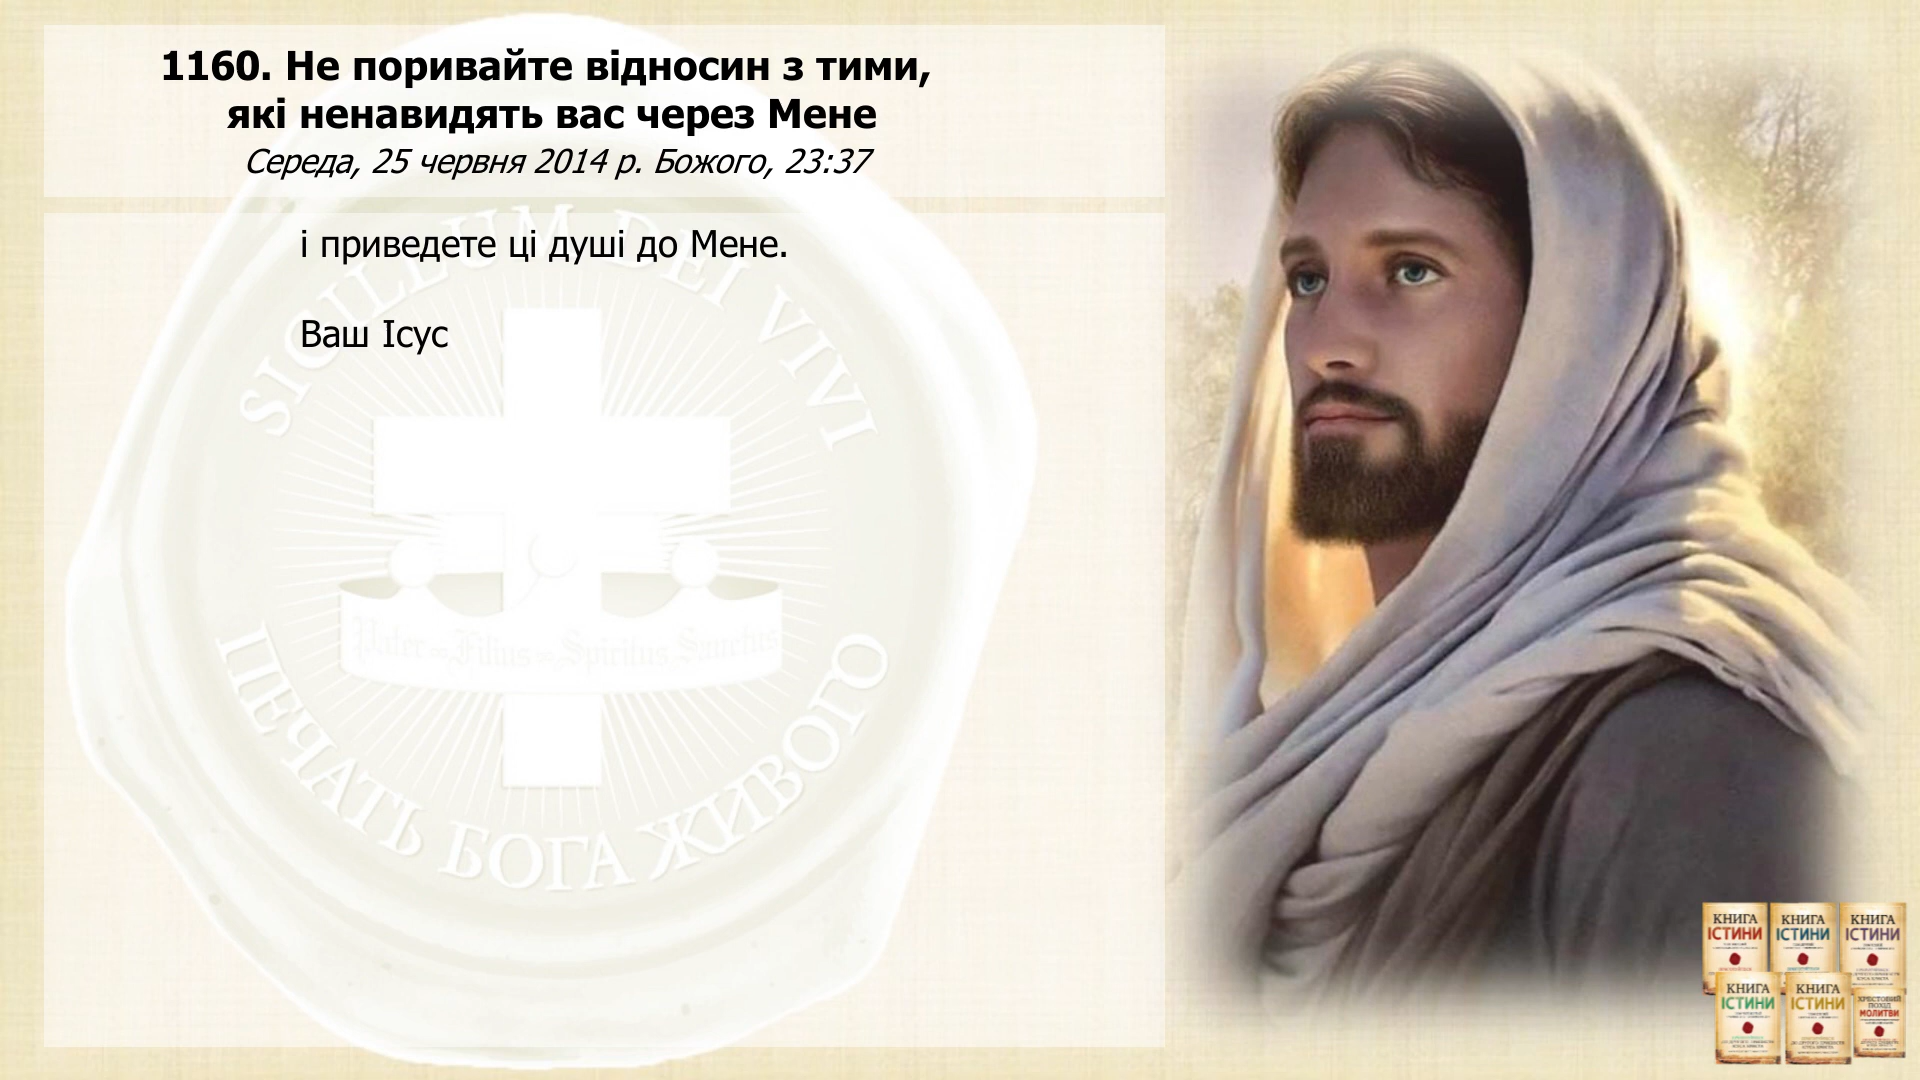 1160. Не поривайте відносин з тими,
які ненавидять вас через Мене
Середа, 25 червня 2014 р. Божого, 23:37
і приведете ці душі до Мене.
Ваш Ісус
SIGILLUM DEI VIVI
Pater Filius Spiritus Sanctus
ПЕЧАТЬ БОГА ЖИВОГО
КНИГА
ІСТИНИ
КНИГА
ІСТИНИ
КНИГА
ІСТИНИ
КНИГА
ІСТИНИ
КНИГА
ІСТИНИ
ХРЕСТОВИЙ
ПОХІД
МОЛИТВИ